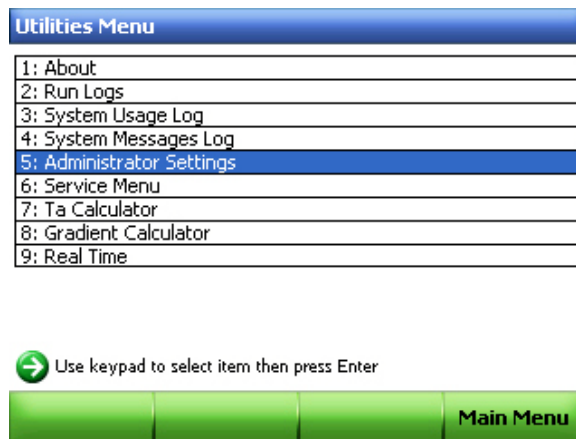 Utilities Menu
1: About
2: Run Logs
3: System Usage Log
4: System Messages Log
5: Administrator Settings
6: Service Menu
7: Ta Calculator
8: Gradient Calculator
9: Real Time
Use keypad to select item then press Enter
Main Menu